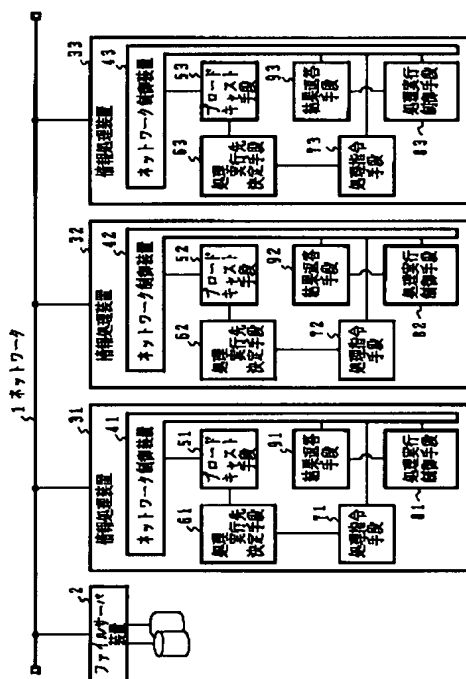 1 ネットワーク
2
ファイルサーバ
装置
31
情報処理装置
41
ネットワーク制御装置
51
ブロード
キャスト
手段
61
処理
実行先
決定手段
91
結果返答
手段
71
処理指令
手段
処理実行
制御手段
81
32
情報処理装置
42
ネットワーク制御装置
52
ブロード
キャスト
手段
62
処理
実行先
決定手段
92
結果返答
手段
72
処理指令
手段
処理実行
制御手段
82
33
情報処理装置
43
ネットワーク制御装置
53
ブロード
キャスト
手段
63
処理
実行先
決定手段
93
結果返答
手段
73
処理指令
手段
処理実行
制御手段
83